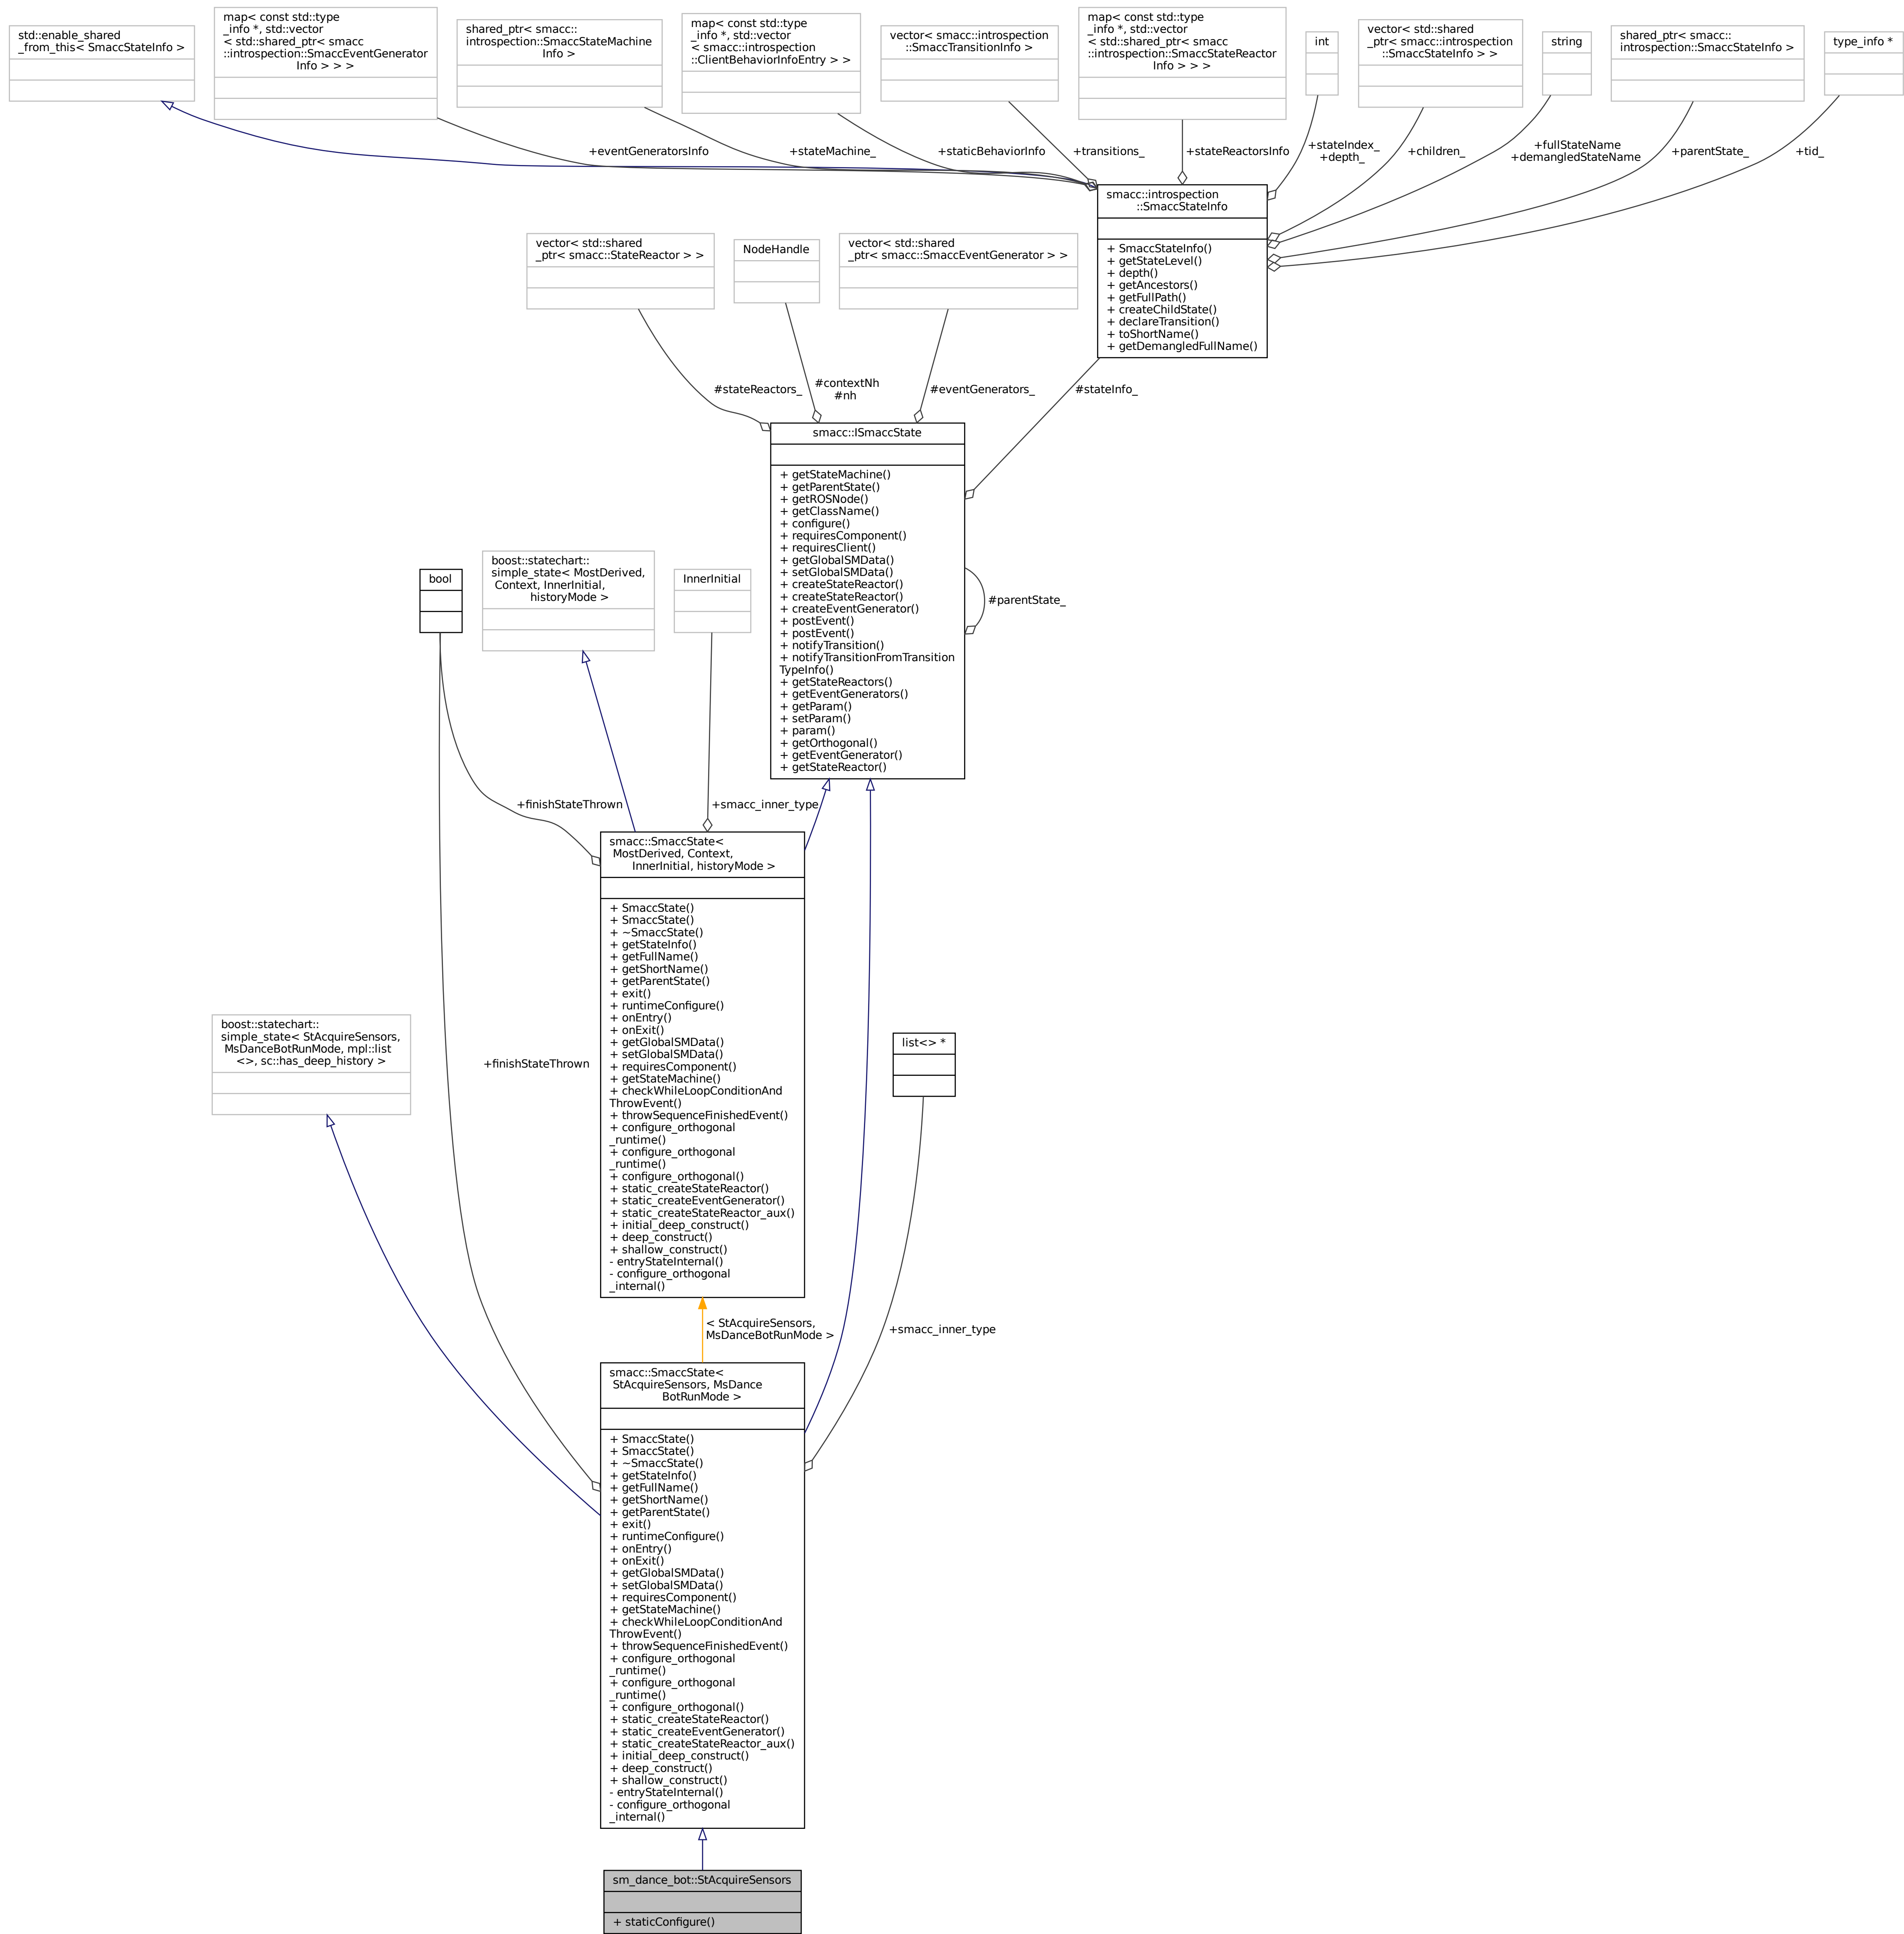 std::enable_shared
_from_this< SmaccStateInfo >
map< const std::type
_info *, std::vector
< std::shared_ptr< smacc
::introspection::SmaccEventGenerator
Info > > >
shared_ptr< smacc::
introspection::SmaccStateMachine
Info >
map< const std::type
_info *, std::vector
< smacc::introspection
::ClientBehaviorInfoEntry > >
vector< smacc::introspection
::SmaccTransitionInfo >
map< const std::type
_info *, std::vector
< std::shared_ptr< smacc
::introspection::SmaccStateReactor
Info > > >
int
vector< std::shared
_ptr< smacc::introspection
::SmaccStateInfo > >
string
shared_ptr< smacc::
introspection::SmaccStateInfo >
type_info *
+eventGeneratorsInfo
+stateMachine_
+staticBehaviorInfo
+transitions_
+stateReactorsInfo
+stateIndex_
+depth_
+children_
+fullStateName
+demangledStateName
+parentState_
+tid_
smacc::introspection
::SmaccStateInfo
+ SmaccStateInfo()
+ getStateLevel()
+ depth()
+ getAncestors()
+ getFullPath()
+ createChildState()
+ declareTransition()
+ toShortName()
+ getDemangledFullName()
vector< std::shared
_ptr< smacc::StateReactor > >
NodeHandle
vector< std::shared
_ptr< smacc::SmaccEventGenerator > >
#stateReactors_
#contextNh
#nh
#eventGenerators_
#stateInfo_
smacc::ISmaccState
+ getStateMachine()
+ getParentState()
+ getROSNode()
+ getClassName()
+ configure()
+ requiresComponent()
+ requiresClient()
+ getGlobalSMData()
+ setGlobalSMData()
+ createStateReactor()
+ createStateReactor()
+ createEventGenerator()
+ postEvent()
+ postEvent()
+ notifyTransition()
+ notifyTransitionFromTransition
TypeInfo()
+ getStateReactors()
+ getEventGenerators()
+ getParam()
+ setParam()
+ param()
+ getOrthogonal()
+ getEventGenerator()
+ getStateReactor()
#parentState_
bool
boost::statechart::
simple_state< MostDerived,
Context, InnerInitial,
historyMode >
InnerInitial
+finishStateThrown
+smacc_inner_type
smacc::SmaccState<
MostDerived, Context,
InnerInitial, historyMode >
+ SmaccState()
+ SmaccState()
+ ~SmaccState()
+ getStateInfo()
+ getFullName()
+ getShortName()
+ getParentState()
+ exit()
+ runtimeConfigure()
+ onEntry()
+ onExit()
+ getGlobalSMData()
+ setGlobalSMData()
+ requiresComponent()
+ getStateMachine()
+ checkWhileLoopConditionAnd
ThrowEvent()
+ throwSequenceFinishedEvent()
+ configure_orthogonal
_runtime()
+ configure_orthogonal
_runtime()
+ configure_orthogonal()
+ static_createStateReactor()
+ static_createEventGenerator()
+ static_createStateReactor_aux()
+ initial_deep_construct()
+ deep_construct()
+ shallow_construct()
- entryStateInternal()
- configure_orthogonal
_internal()
boost::statechart::
simple_state< StAcquireSensors,
MsDanceBotRunMode, mpl::list
<>, sc::has_deep_history >
+finishStateThrown
list<> *
< StAcquireSensors,
MsDanceBotRunMode >
+smacc_inner_type
smacc::SmaccState<
StAcquireSensors, MsDance
BotRunMode >
+ SmaccState()
+ SmaccState()
+ ~SmaccState()
+ getStateInfo()
+ getFullName()
+ getShortName()
+ getParentState()
+ exit()
+ runtimeConfigure()
+ onEntry()
+ onExit()
+ getGlobalSMData()
+ setGlobalSMData()
+ requiresComponent()
+ getStateMachine()
+ checkWhileLoopConditionAnd
ThrowEvent()
+ throwSequenceFinishedEvent()
+ configure_orthogonal
_runtime()
+ configure_orthogonal
_runtime()
+ configure_orthogonal()
+ static_createStateReactor()
+ static_createEventGenerator()
+ static_createStateReactor_aux()
+ initial_deep_construct()
+ deep_construct()
+ shallow_construct()
- entryStateInternal()
- configure_orthogonal
_internal()
sm_dance_bot::StAcquireSensors
+ staticConfigure()